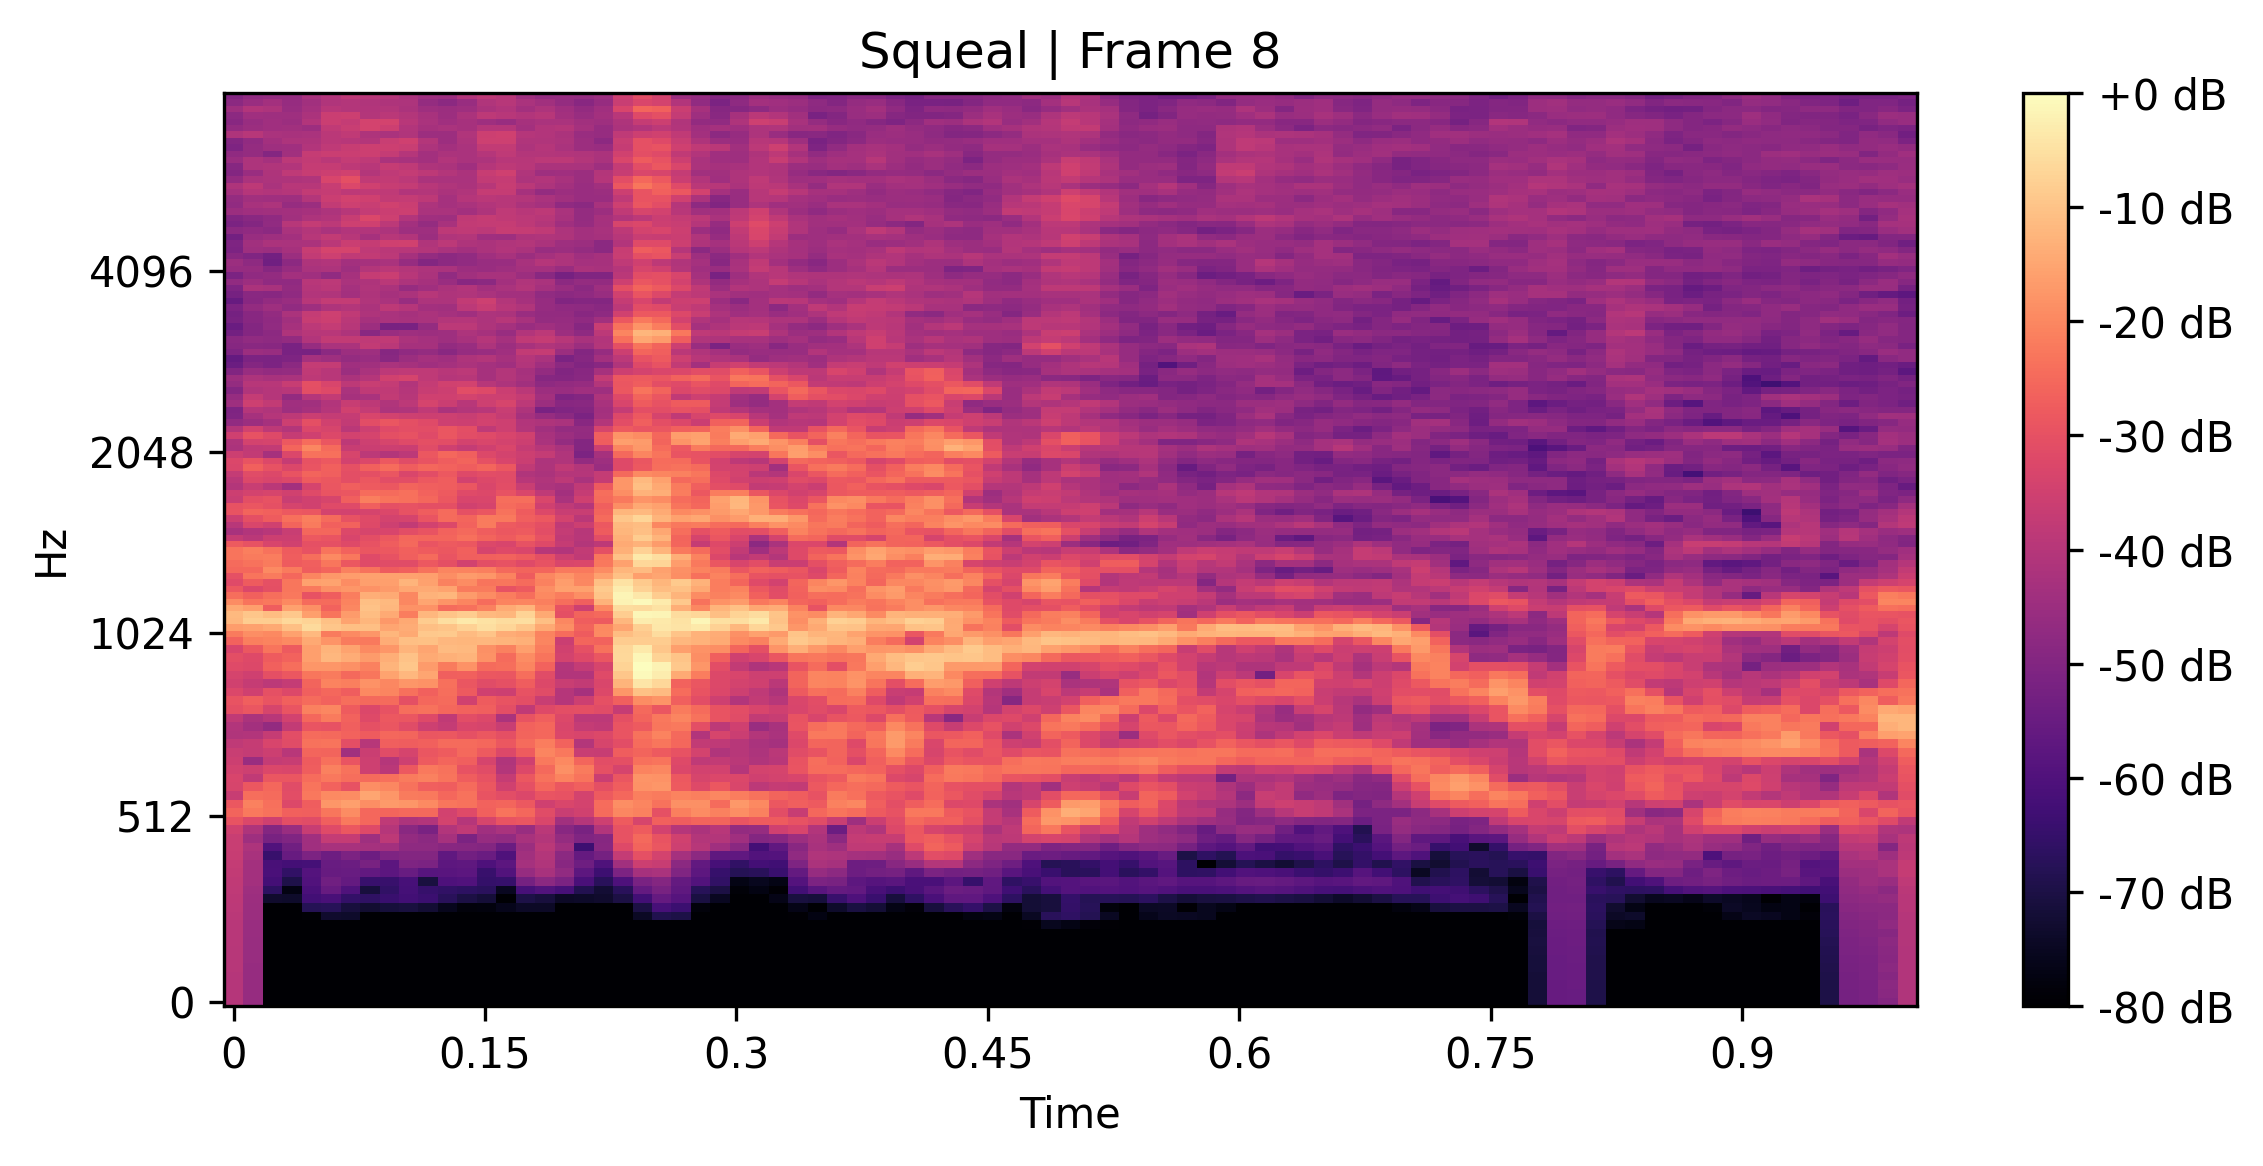 Squeal | Frame 8
+0 dB
-10 dB
-20 dB
-30 dB
-40 dB
-50 dB
-60 dB
-70 dB
-80 dB
Hz
4096
2048
1024
512
0
0 0.15 0.3 0.45 0.6 0.75 0.9
Time